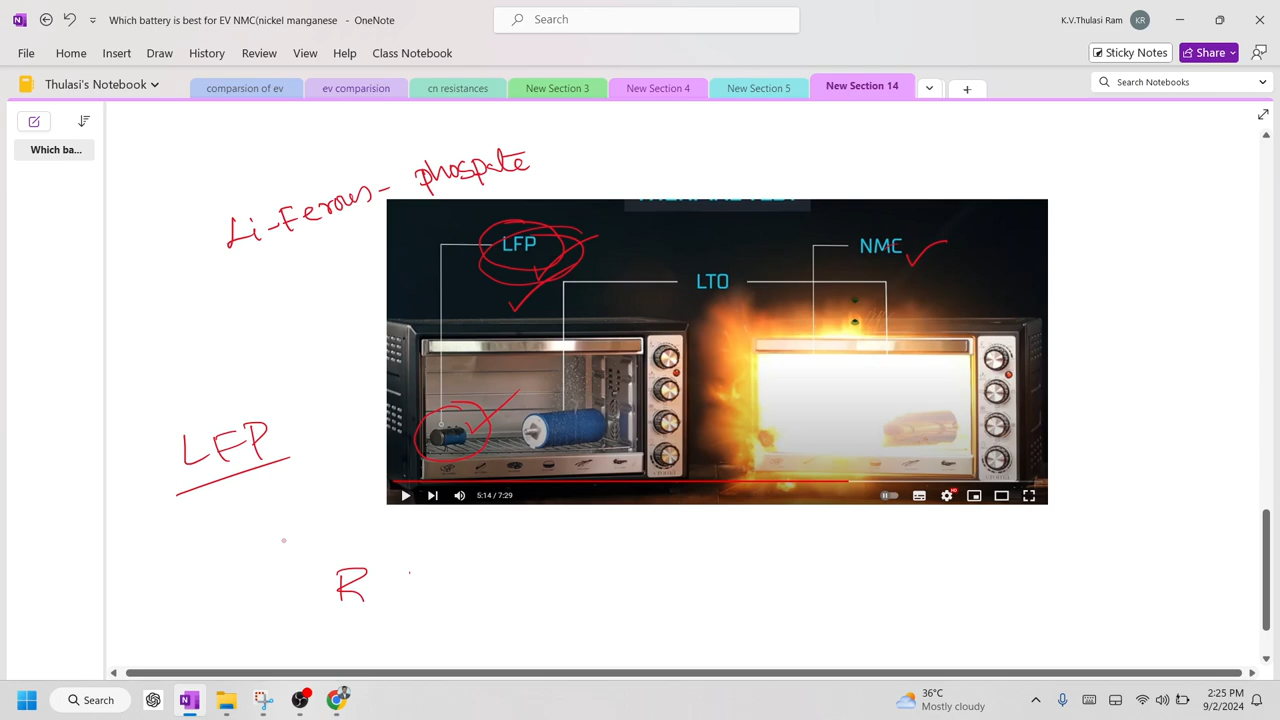 Which battery is best for EV NMC(nickel manganese - OneNote
Search
K.V.Thulasi Ram KR
File Home Insert Draw History Review View Help Class Notebook
Sticky Notes Share
Thulasi's Notebook
comparsion of ev ev comparision cn resistances New Section 3 New Section 4 New Section 5 New Section 14
Search Notebooks
Which ba...
Li-Ferous- phospate
LFP
NMC
LTO
LFP
5:14 / 7:29
R
Search
36°C
Mostly cloudy
2:25 PM
9/2/2024